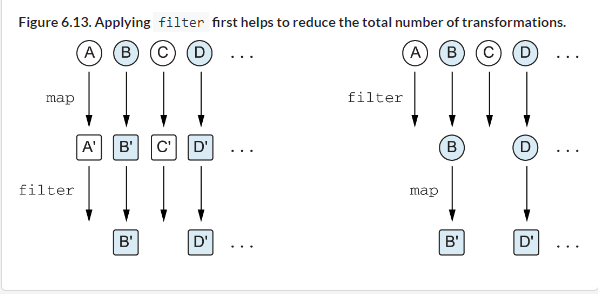 Figure 6.13. Applying filter first helps to reduce the total number of transformations.
A B C D ... A B C D ...
map filter
A' B' C' D' ... B D ...
filter map
B' D' ... B' D' ...